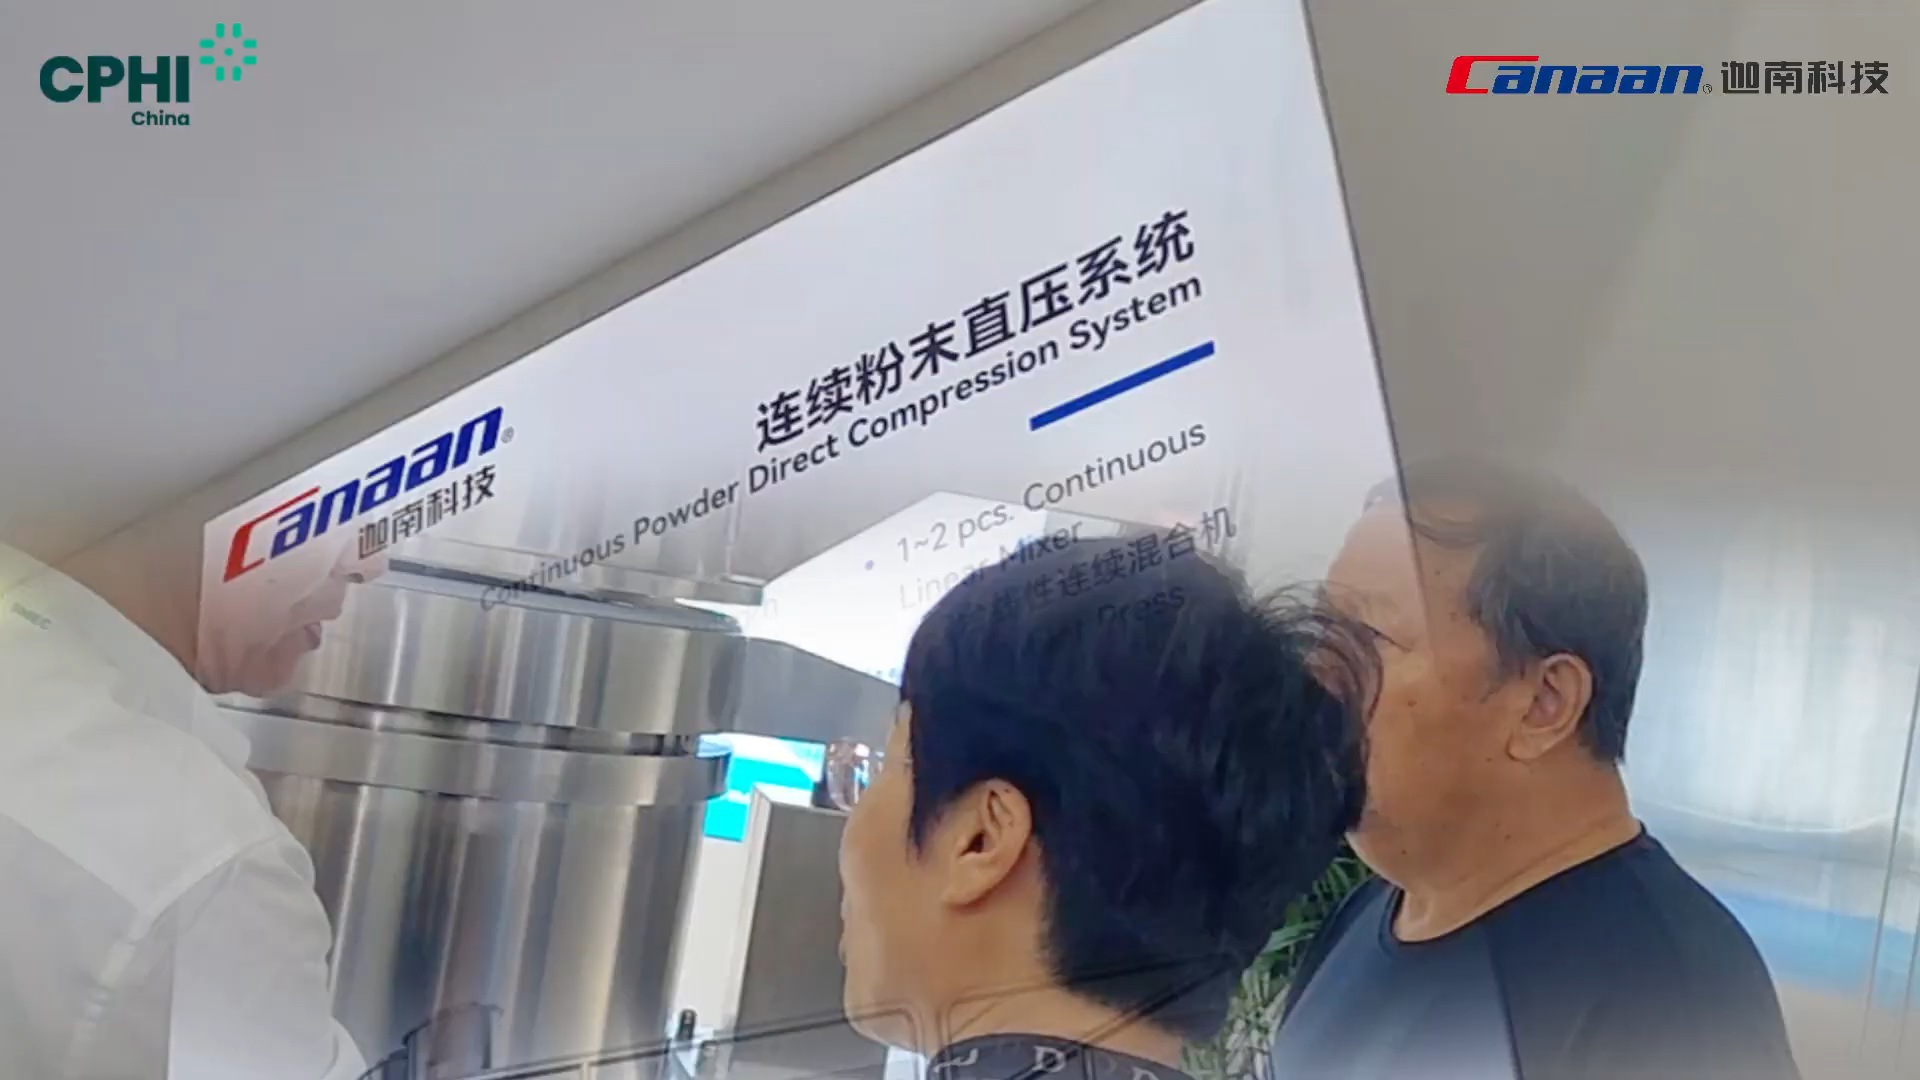 CPHI
China
Canaan® 迦南科技
连续粉末直压系统
Continuous Powder Direct Compression System
Canaan®
迦南科技
• 1~2 pcs. Continuous
Linear Mixer
线性连续混合机
Press